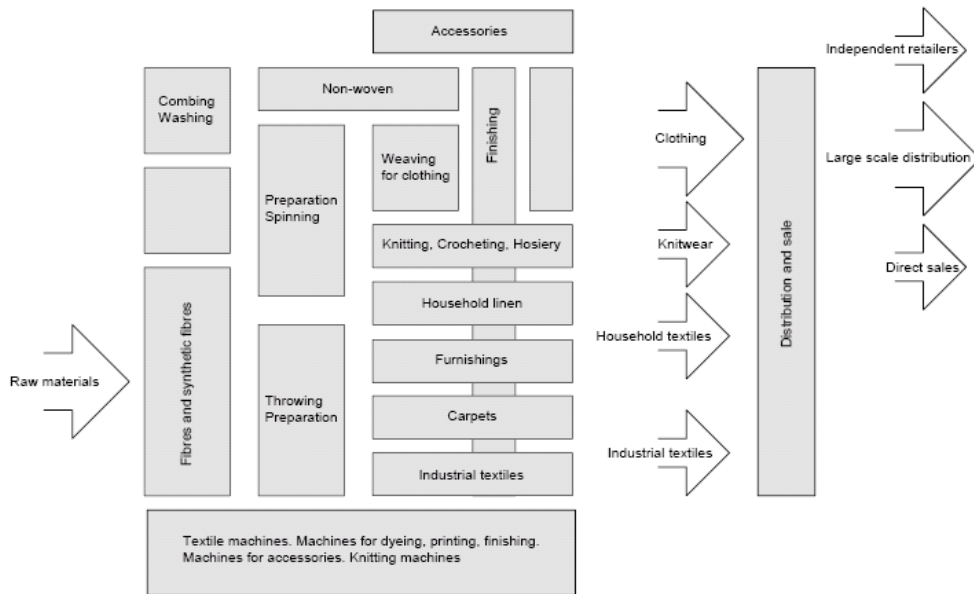 Accessories
Independent retailers
Non-woven
Combing
Washing
Finishing
Clothing
Large scale distribution
Weaving
for clothing
Preparation
Spinning
Knitting, Crocheting, Hosiery
Knitwear
Direct sales
Distribution and sale
Household linen
Household textiles
Fibres and synthetic fibres
Furnishings
Raw materials
Throwing
Preparation
Carpets
Industrial textiles
Industrial textiles
Textile machines. Machines for dyeing, printing, finishing.
Machines for accessories. Knitting machines